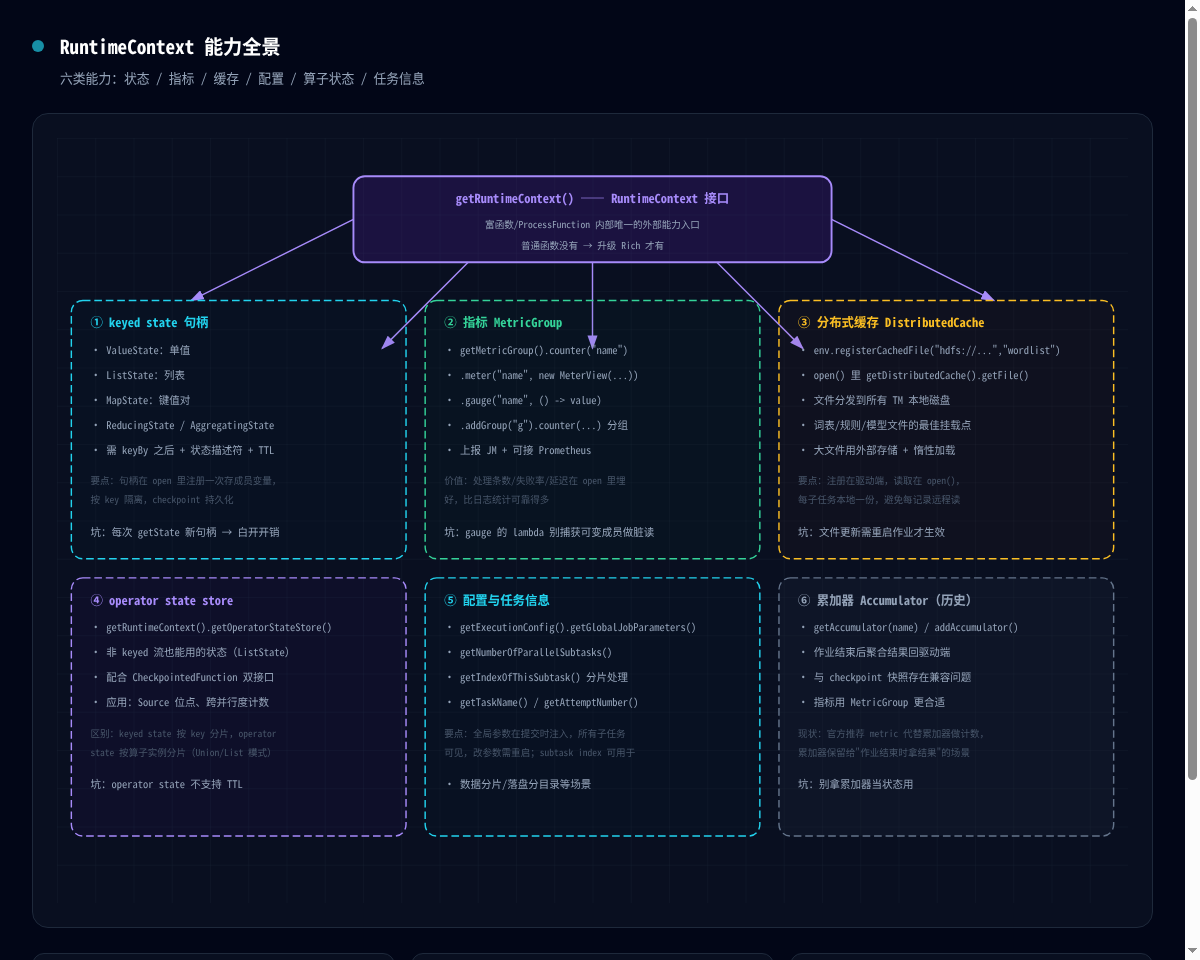 RuntimeContext 能力全景
六类能力: 状态 / 指标 / 缓存 / 配置 / 算子状态 / 任务信息
getRuntimeContext() ─── RuntimeContext 接口
富函数/ProcessFunction 内部唯一的外部能力入口
普通函数没有 → 升级 Rich 才有
① keyed state 句柄
• ValueState: 单值
• ListState: 列表
• MapState: 键值对
• ReducingState / AggregatingState
• 需 keyBy 之后 + 状态描述符 + TTL
要点: 句柄在 open 里注册一次存成员变量,
按 key 隔离, checkpoint 持久化
坑: 每次 getState 新句柄 → 白开开销
② 指标 MetricGroup
• getMetricGroup().counter("name")
• .meter("name", new MeterView(...))
• .gauge("name", () -> value)
• .addGroup("g").counter(...) 分组
• 上报 JM + 可接 Prometheus
价值: 处理条数/失败率/延迟在 open 里埋
好, 比日志统计可靠得多
坑: gauge 的 lambda 别捕获可变成员做脏读
③ 分布式缓存 DistributedCache
• env.registerCachedFile("hdfs://...","wordlist")
• open() 里 getDistributedCache().getFile()
• 文件分发到所有 TM 本地磁盘
• 词表/规则/模型文件的最佳挂载点
• 大文件用外部存储 + 惰性加载
要点: 注册在驱动端, 读取在 open(),
每子任务本地一份, 避免每记录远程读
坑: 文件更新需重启作业才生效
④ operator state store
• getRuntimeContext().getOperatorStateStore()
• 非 keyed 流也能用的状态 (ListState)
• 配合 CheckpointedFunction 双接口
• 应用: Source 位点、跨并行度计数
区别: keyed state 按 key 分片, operator
state 按算子实例分片 (Union/List 模式)
坑: operator state 不支持 TTL
⑤ 配置与任务信息
• getExecutionConfig().getGlobalJobParameters()
• getNumberOfParallelSubtasks()
• getIndexOfThisSubtask() 分片处理
• getTaskName() / getAttemptNumber()
要点: 全局参数在提交时注入, 所有子任务
可见, 改参数需重启; subtask index 可用于
• 数据分片/落盘分目录等场景
⑥ 累加器 Accumulator (历史)
• getAccumulator(name) / addAccumulator()
• 作业结束后聚合结果回驱动端
• 与 checkpoint 快照存在兼容问题
• 指标用 MetricGroup 更合适
现状: 官方推荐 metric 代替累加器做计数,
累加器保留给"作业结束时拿结果"的场景
坑: 别拿累加器当状态用